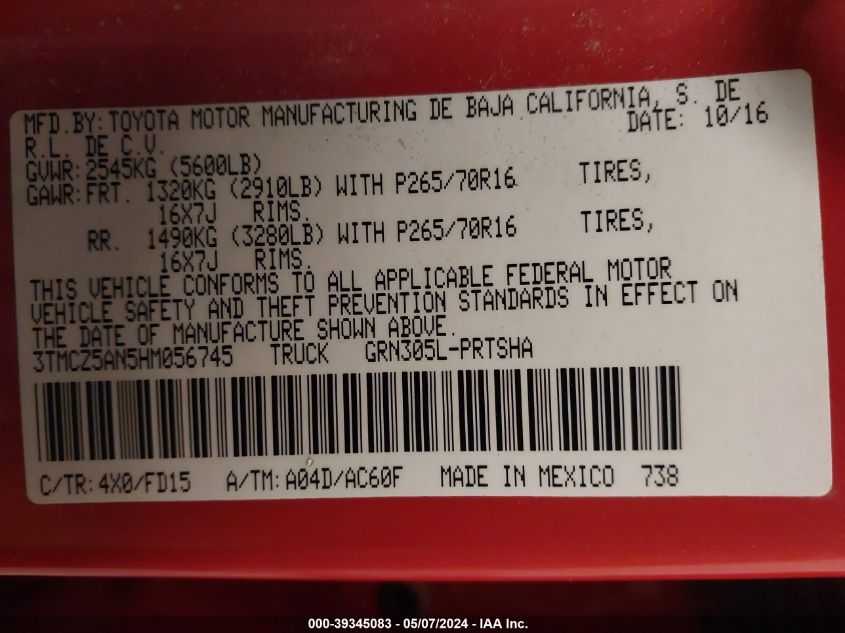 MFD.BY:TOYOTA MOTOR MANUFACTURING DE BAJA CALIFORNIA, S. DE
R.L. DE C.V. DATE: 10/16
GVWR:2545KG (5600LB)
GAWR:FRT. 1320KG (2910LB) WITH P265/70R16 TIRES,
16X7J RIMS.
RR. 1490KG (3280LB) WITH P265/70R16 TIRES,
16X7J RIMS.
THIS VEHICLE CONFORMS TO ALL APPLICABLE FEDERAL MOTOR
VEHICLE SAFETY AND THEFT PREVENTION STANDARDS IN EFFECT ON
THE DATE OF MANUFACTURE SHOWN ABOVE.
3TMCZ5AN5HM056745 TRUCK GRN305L-PRTSHA
C/TR:4X0/FD15 A/TM:A04D/AC60F MADE IN MEXICO 738
000-39345083 - 05/07/2024 - IAA Inc.